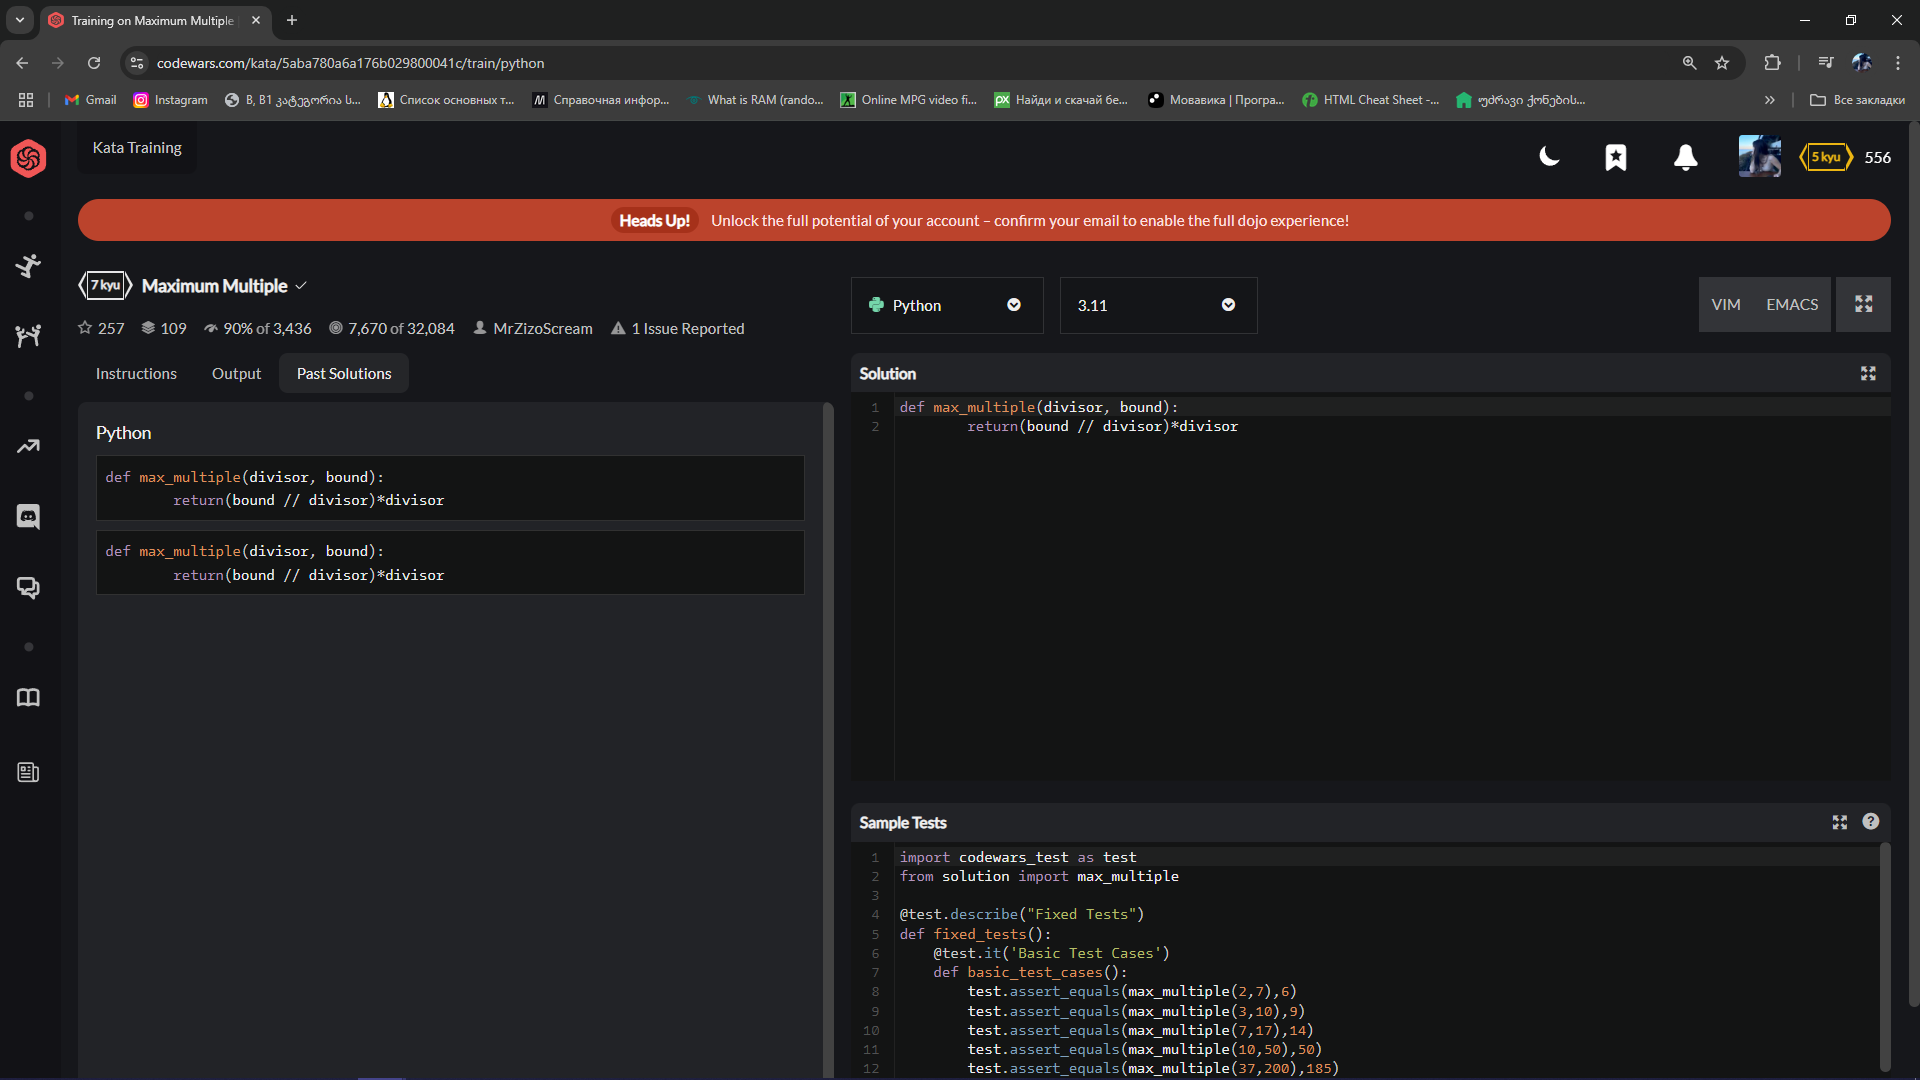 Training on Maximum Multiple
codewars.com/kata/5aba780a6a176b029800041c/train/python
Gmail
Instagram
B, B1 კატეგორია ს...
Список основных т...
Справочная инфор...
What is RAM (rando...
Online MPG video fi...
Найди и скачай бе...
Мовавика | Програ...
HTML Cheat Sheet -...
უძრავი ქონების...
Все закладки
Kata Training
5 kyu
556
Heads Up! Unlock the full potential of your account – confirm your email to enable the full dojo experience!
7 kyu Maximum Multiple
257 109 90% of 3,436 7,670 of 32,084 MrZizoScream 1 Issue Reported
Python
3.11
VIM EMACS
Instructions Output Past Solutions
Python
def max_multiple(divisor, bound):
        return(bound // divisor)*divisor
def max_multiple(divisor, bound):
        return(bound // divisor)*divisor
Solution
1 def max_multiple(divisor, bound):
2         return(bound // divisor)*divisor
Sample Tests
1 import codewars_test as test
2 from solution import max_multiple
3
4 @test.describe("Fixed Tests")
5 def fixed_tests():
6     @test.it('Basic Test Cases')
7     def basic_test_cases():
8         test.assert_equals(max_multiple(2,7),6)
9         test.assert_equals(max_multiple(3,10),9)
10         test.assert_equals(max_multiple(7,17),14)
11         test.assert_equals(max_multiple(10,50),50)
12         test.assert_equals(max_multiple(37,200),185)